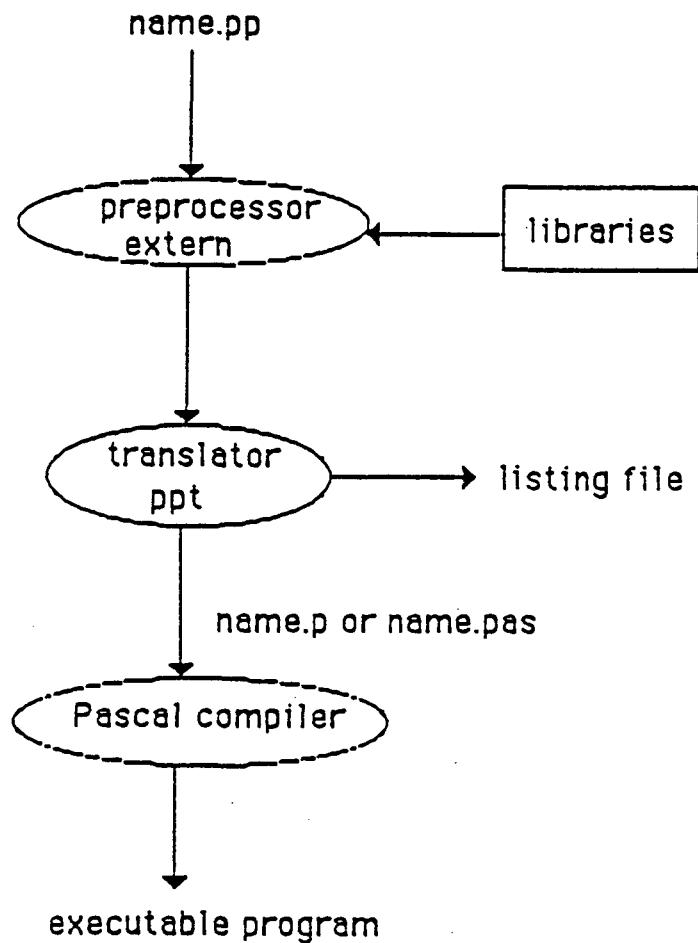 name.pp
preprocessor
extern
libraries
translator
ppt
listing file
name.p or name.pas
Pascal compiler
executable program